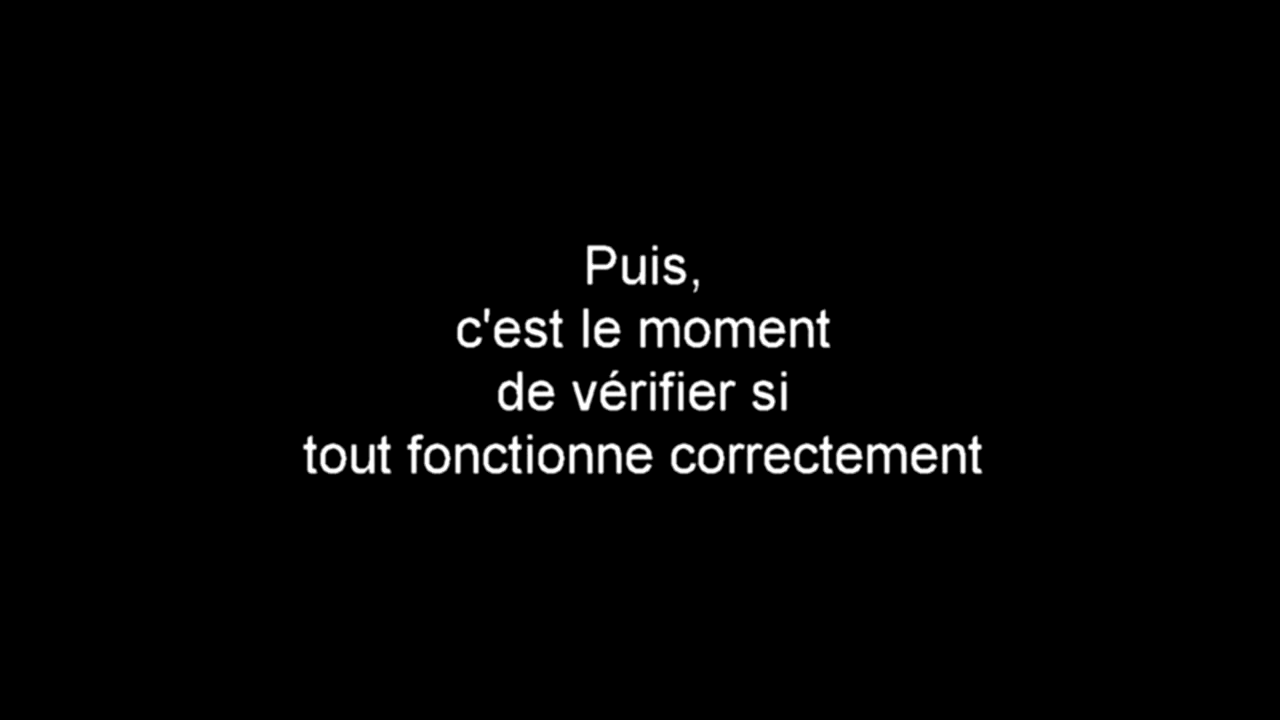 Puis,
c'est le moment
de vérifier si
tout fonctionne correctement